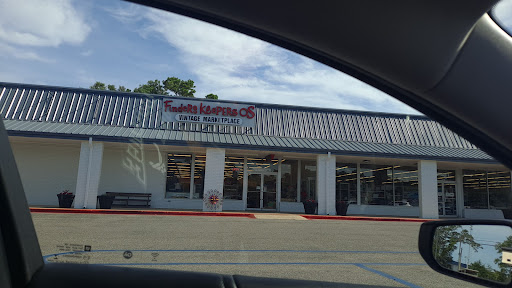 Finders Keepers OS
VINTAGE MARKETPLACE